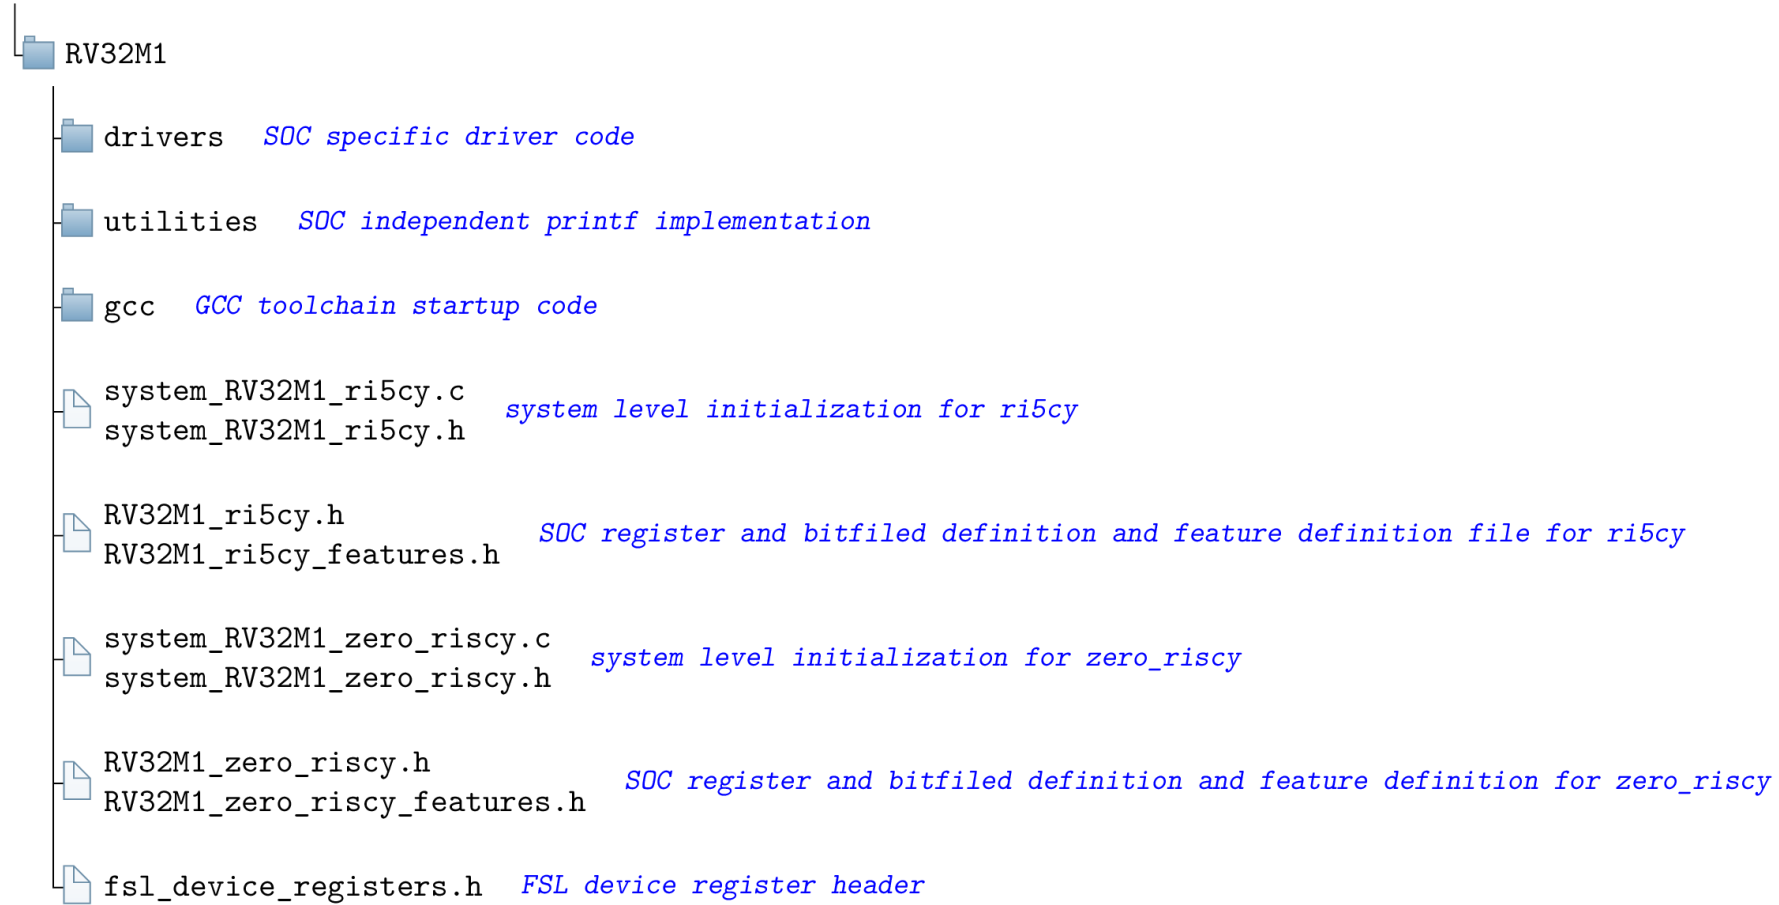 RV32M1
drivers SOC specific driver code
utilities SOC independent printf implementation
gcc GCC toolchain startup code
system_RV32M1_ri5cy.c
system_RV32M1_ri5cy.h
system level initialization for ri5cy
RV32M1_ri5cy.h
RV32M1_ri5cy_features.h
SOC register and bitfiled definition and feature definition file for ri5cy
system_RV32M1_zero_riscy.c
system_RV32M1_zero_riscy.h
system level initialization for zero_riscy
RV32M1_zero_riscy.h
RV32M1_zero_riscy_features.h
SOC register and bitfiled definition and feature definition for zero_riscy
fsl_device_registers.h FSL device register header